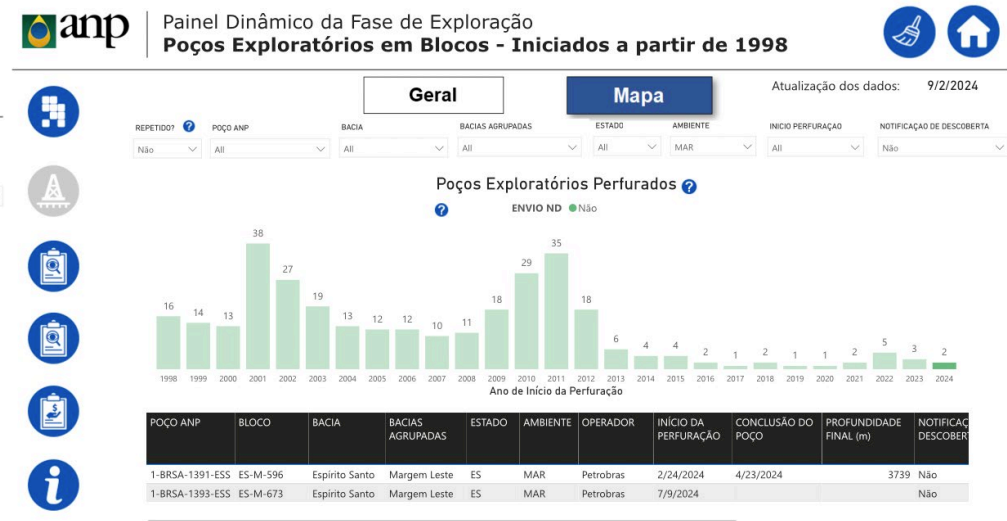 anp
Painel Dinâmico da Fase de Exploração
Poços Exploratórios em Blocos - Iniciados a partir de 1998
Geral
Mapa
Atualização dos dados: 9/2/2024
REPETIDO? ? POÇO ANP BACIA BACIAS AGRUPADAS ESTADO AMBIENTE INICIO PERFURAÇAO NOTIFICAÇAO DE DESCOBERTA
Não All All All All MAR All Não
Poços Exploratórios Perfurados ?
? ENVIO ND Não
16 14 13 38 27 19 13 12 12 10 11 18 29 35 18 6 4 4 2 1 2 1 1 2 5 3 2
1998 1999 2000 2001 2002 2003 2004 2005 2006 2007 2008 2009 2010 2011 2012 2013 2014 2015 2016 2017 2018 2019 2020 2021 2022 2023 2024
Ano de Início da Perfuração
POÇO ANP BLOCO BACIA BACIAS ESTADO AMBIENTE OPERADOR INÍCIO DA CONCLUSÃO DO PROFUNDIDADE NOTIFICAÇ
AGRUPADAS PERFURAÇÃO POÇO FINAL (m) DESCOBERT
1-BRSA-1391-ESS ES-M-596 Espírito Santo Margem Leste ES MAR Petrobras 2/24/2024 4/23/2024 3739 Não
1-BRSA-1393-ESS ES-M-673 Espírito Santo Margem Leste ES MAR Petrobras 7/9/2024 Não
$
i